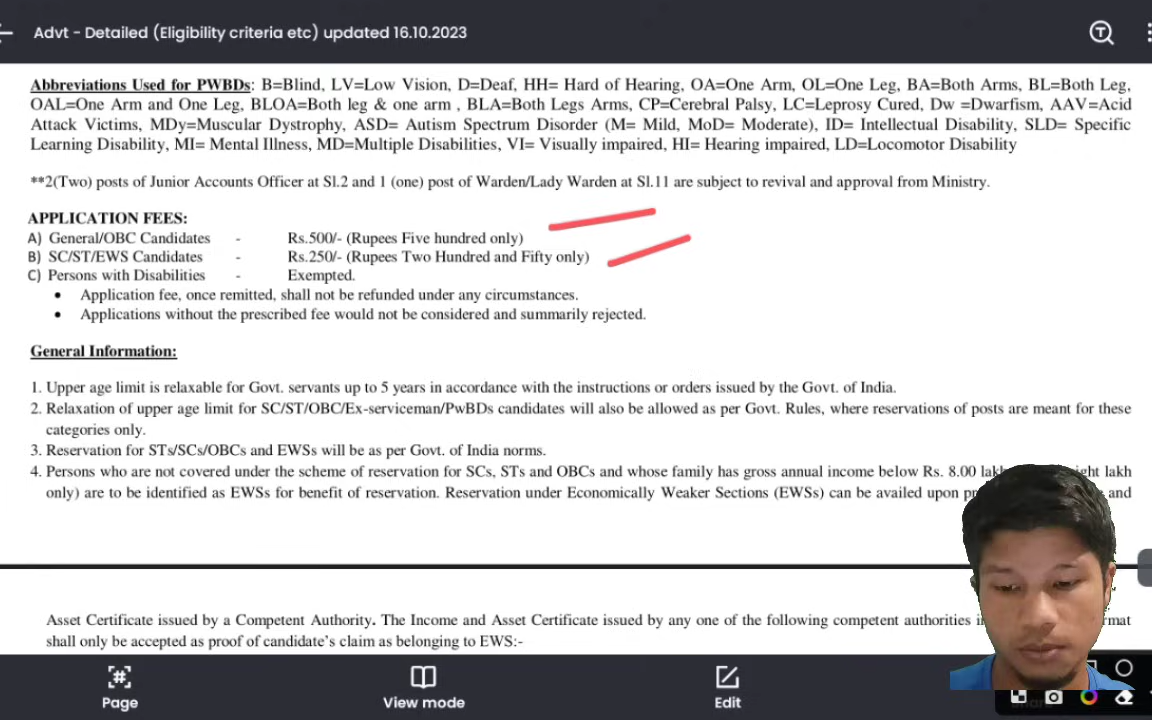 Advt - Detailed (Eligibility criteria etc) updated 16.10.2023
Abbreviations Used for PWBDs: B=Blind, LV=Low Vision, D=Deaf, HH= Hard of Hearing, OA=One Arm, OL=One Leg, BA=Both Arms, BL=Both Leg,
OAL=One Arm and One Leg, BLOA=Both leg & one arm , BLA=Both Legs Arms, CP=Cerebral Palsy, LC=Leprosy Cured, Dw =Dwarfism, AAV=Acid
Attack Victims, MDy=Muscular Dystrophy, ASD= Autism Spectrum Disorder (M= Mild, MoD= Moderate), ID= Intellectual Disability, SLD= Specific
Learning Disability, MI= Mental Illness, MD=Multiple Disabilities, VI= Visually impaired, HI= Hearing impaired, LD=Locomotor Disability
**2(Two) posts of Junior Accounts Officer at Sl.2 and 1 (one) post of Warden/Lady Warden at Sl.11 are subject to revival and approval from Ministry.
APPLICATION FEES:
A) General/OBC Candidates - Rs.500/- (Rupees Five hundred only)
B) SC/ST/EWS Candidates - Rs.250/- (Rupees Two Hundred and Fifty only)
C) Persons with Disabilities - Exempted.
• Application fee, once remitted, shall not be refunded under any circumstances.
• Applications without the prescribed fee would not be considered and summarily rejected.
General Information:
1. Upper age limit is relaxable for Govt. servants up to 5 years in accordance with the instructions or orders issued by the Govt. of India.
2. Relaxation of upper age limit for SC/ST/OBC/Ex-serviceman/PwBDs candidates will also be allowed as per Govt. Rules, where reservations of posts are meant for these
categories only.
3. Reservation for STs/SCs/OBCs and EWSs will be as per Govt. of India norms.
4. Persons who are not covered under the scheme of reservation for SCs, STs and OBCs and whose family has gross annual income below Rs. 8.00 lakh
only) are to be identified as EWSs for benefit of reservation. Reservation under Economically Weaker Sections (EWSs) can be availed upon and
Asset Certificate issued by a Competent Authority. The Income and Asset Certificate issued by any one of the following competent authorities
shall only be accepted as proof of candidate's claim as belonging to EWS:-
Page
View mode
Edit